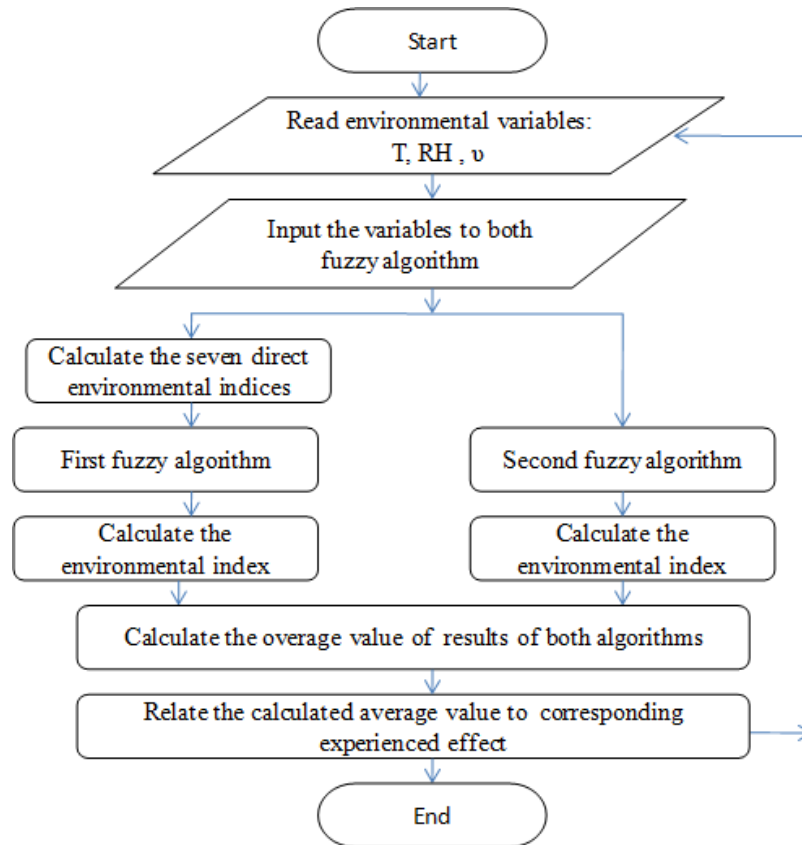 Start
Read environmental variables:
T, RH , υ
Input the variables to both
fuzzy algorithm
Calculate the seven direct
environmental indices
First fuzzy algorithm
Second fuzzy algorithm
Calculate the
environmental index
Calculate the
environmental index
Calculate the overage value of results of both algorithms
Relate the calculated average value to corresponding
experienced effect
End